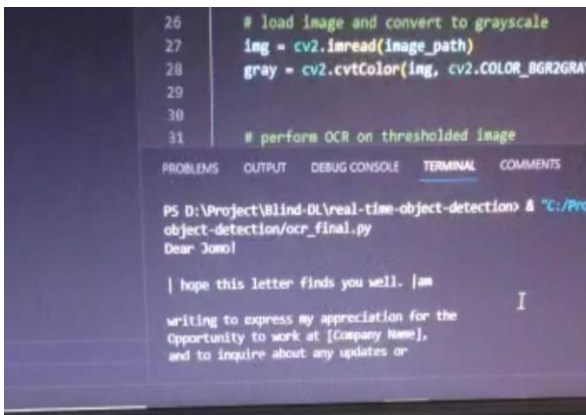 26 # load image and convert to grayscale
27 img = cv2.imread(image_path)
28 gray = cv2.cvtColor(img, cv2.COLOR_BGR2GRA
29
30
31 # perform OCR on thresholded image
PROBLEMS OUTPUT DEBUG CONSOLE TERMINAL COMMENTS
PS D:\Project\Blind-DL\real-time-object-detection> & "C:/Pro
object-detection/ocr_final.py
Dear Jomo!
| hope this letter finds you well. |am
writing to express my appreciation for the
Opportunity to work at [Company Name],
and to inquire about any updates or